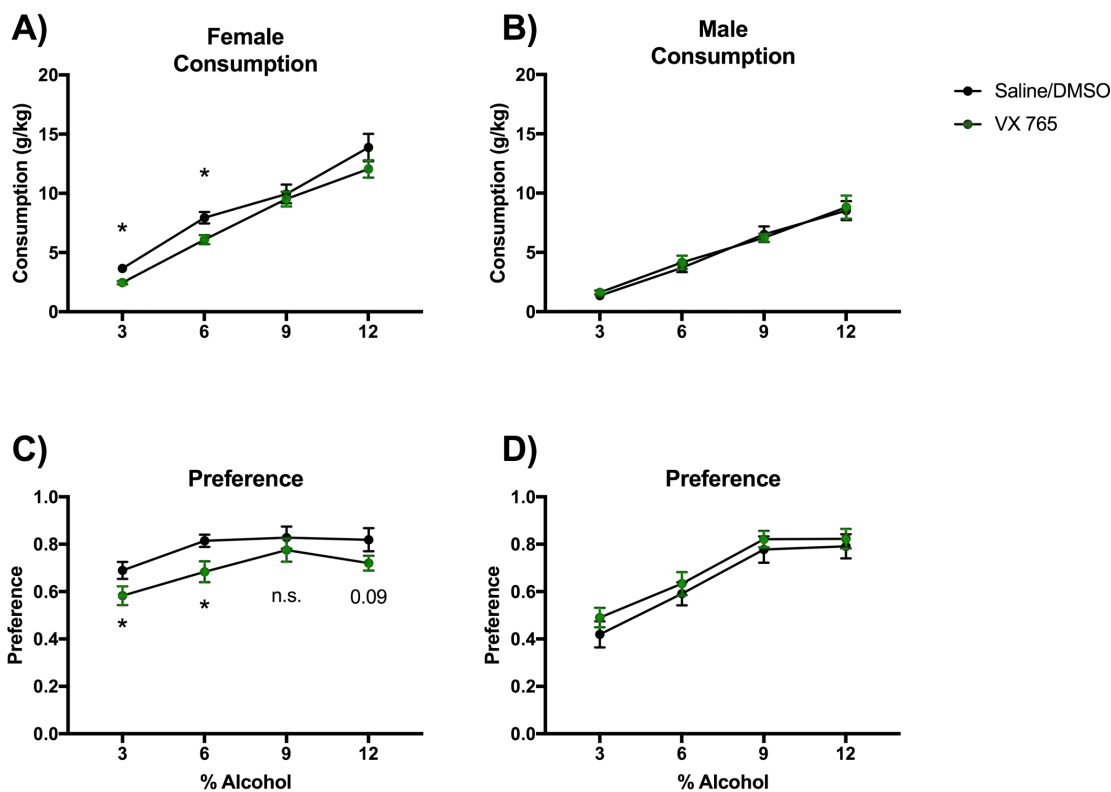 A)
Female
Consumption
Consumption (g/kg)
20
15
10
5
0
*
*
3
6
9
12
B)
Male
Consumption
Consumption (g/kg)
20
15
10
5
0
3
6
9
12
Saline/DMSO
VX 765
C)
Preference
Preference
1.0
0.8
0.6
0.4
0.2
0.0
*
*
n.s.
0.09
3
6
9
12
% Alcohol
D)
Preference
Preference
1.0
0.8
0.6
0.4
0.2
0.0
3
6
9
12
% Alcohol